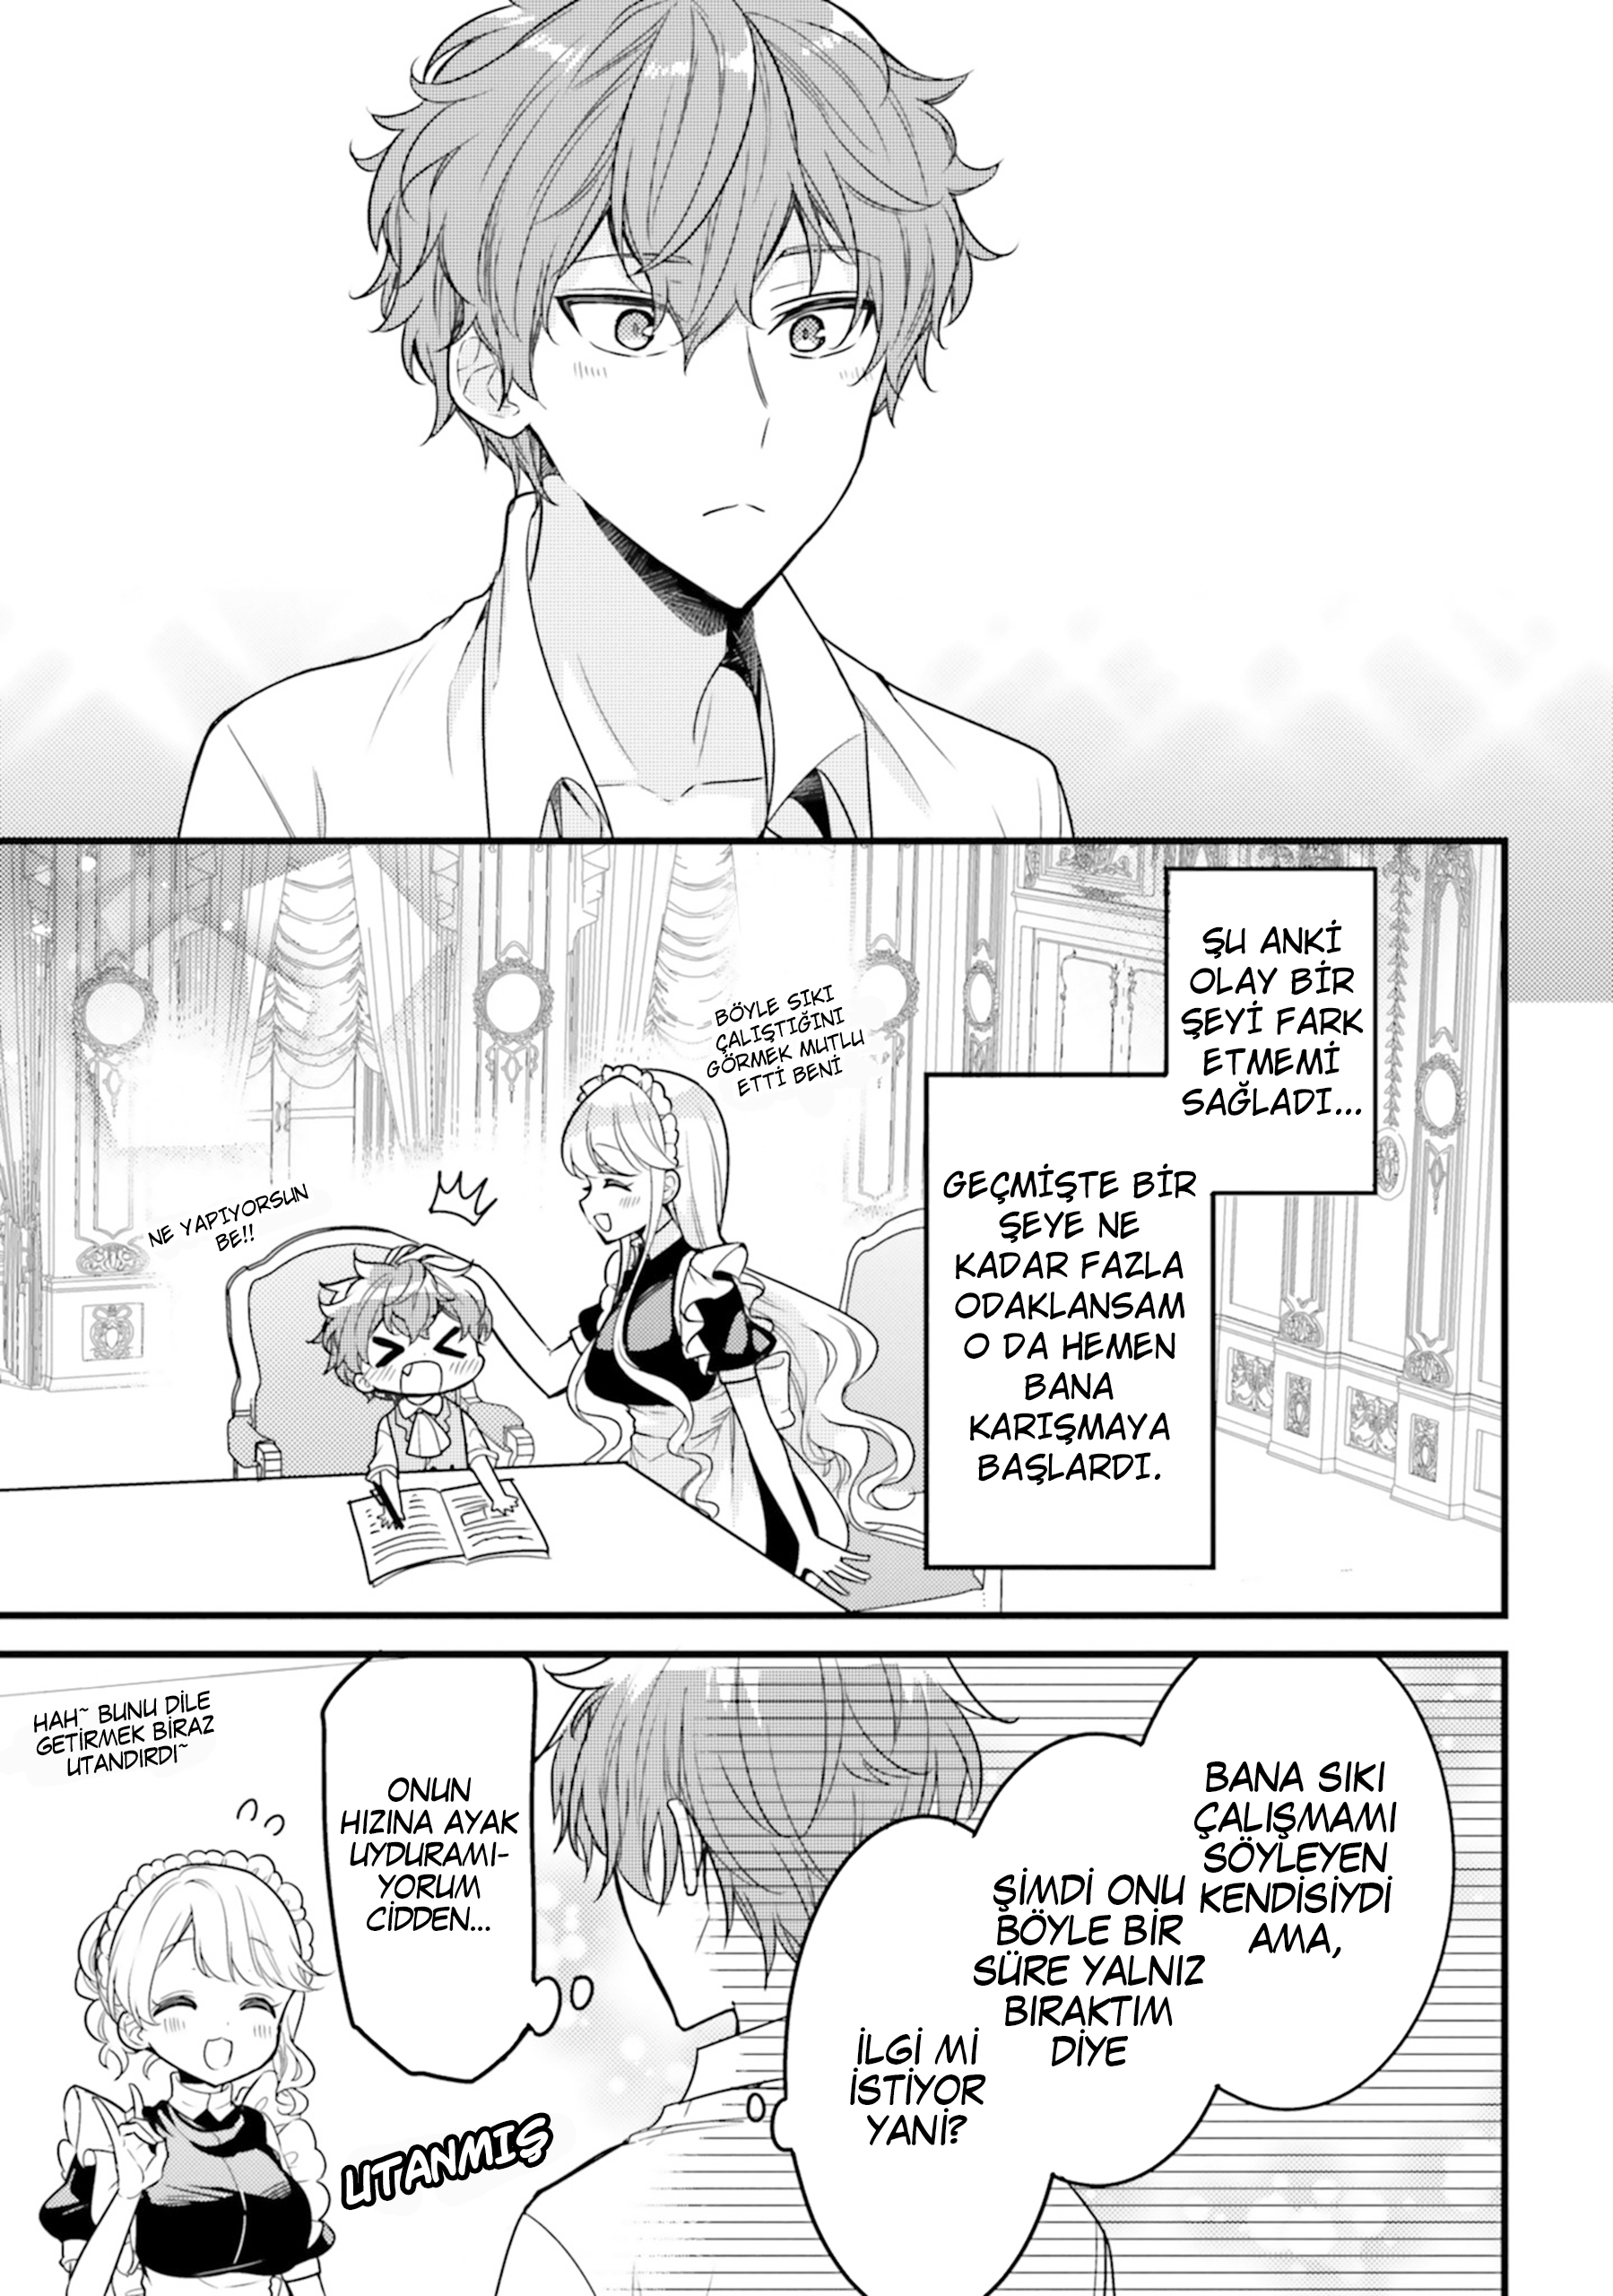 ŞU ANKİ
OLAY BİR
ŞEYİ FARK
ETMEMİ
SAĞLADI...
GEÇMİŞTE BİR
ŞEYE NE
KADAR FAZLA
ODAKLANSAM
O DA HEMEN
BANA
KARIŞMAYA
BAŞLARDI.
BÖYLE SIKI
ÇALIŞTIĞINI
GÖRMEK MUTLU
ETTİ BENİ
NE YAPIYORSUN
BE!!
BANA SIKI
ÇALIŞMAMI
SÖYLEYEN
KENDİSİYDİ
AMA,
ŞİMDİ ONU
BÖYLE BİR
SÜRE YALNIZ
BIRAKTIM
DİYE
İLGİ Mİ
İSTİYOR
YANİ?
ONUN
HIZINA AYAK
UYDURAMI-
YORUM
CİDDEN...
HAH~ BUNU DİLE
GETİRMEK BİRAZ
UTANDIRDI~
UTANMIŞ